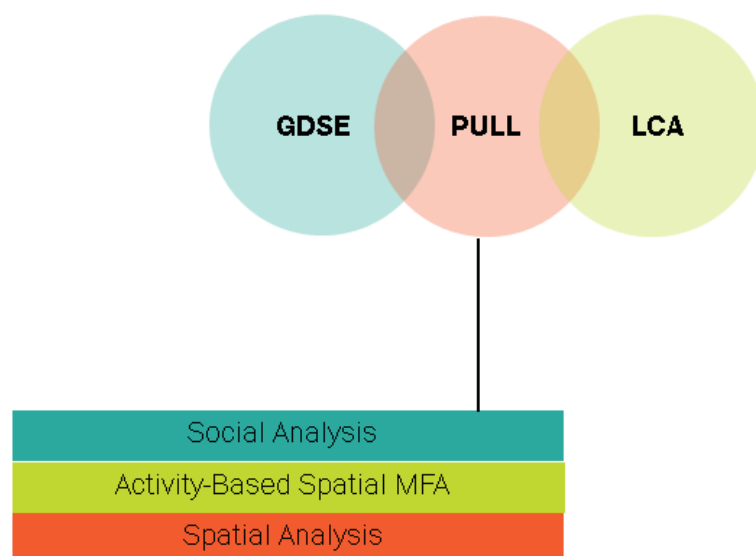 GDSE PULL LCA
Social Analysis
Activity-Based Spatial MFA
Spatial Analysis